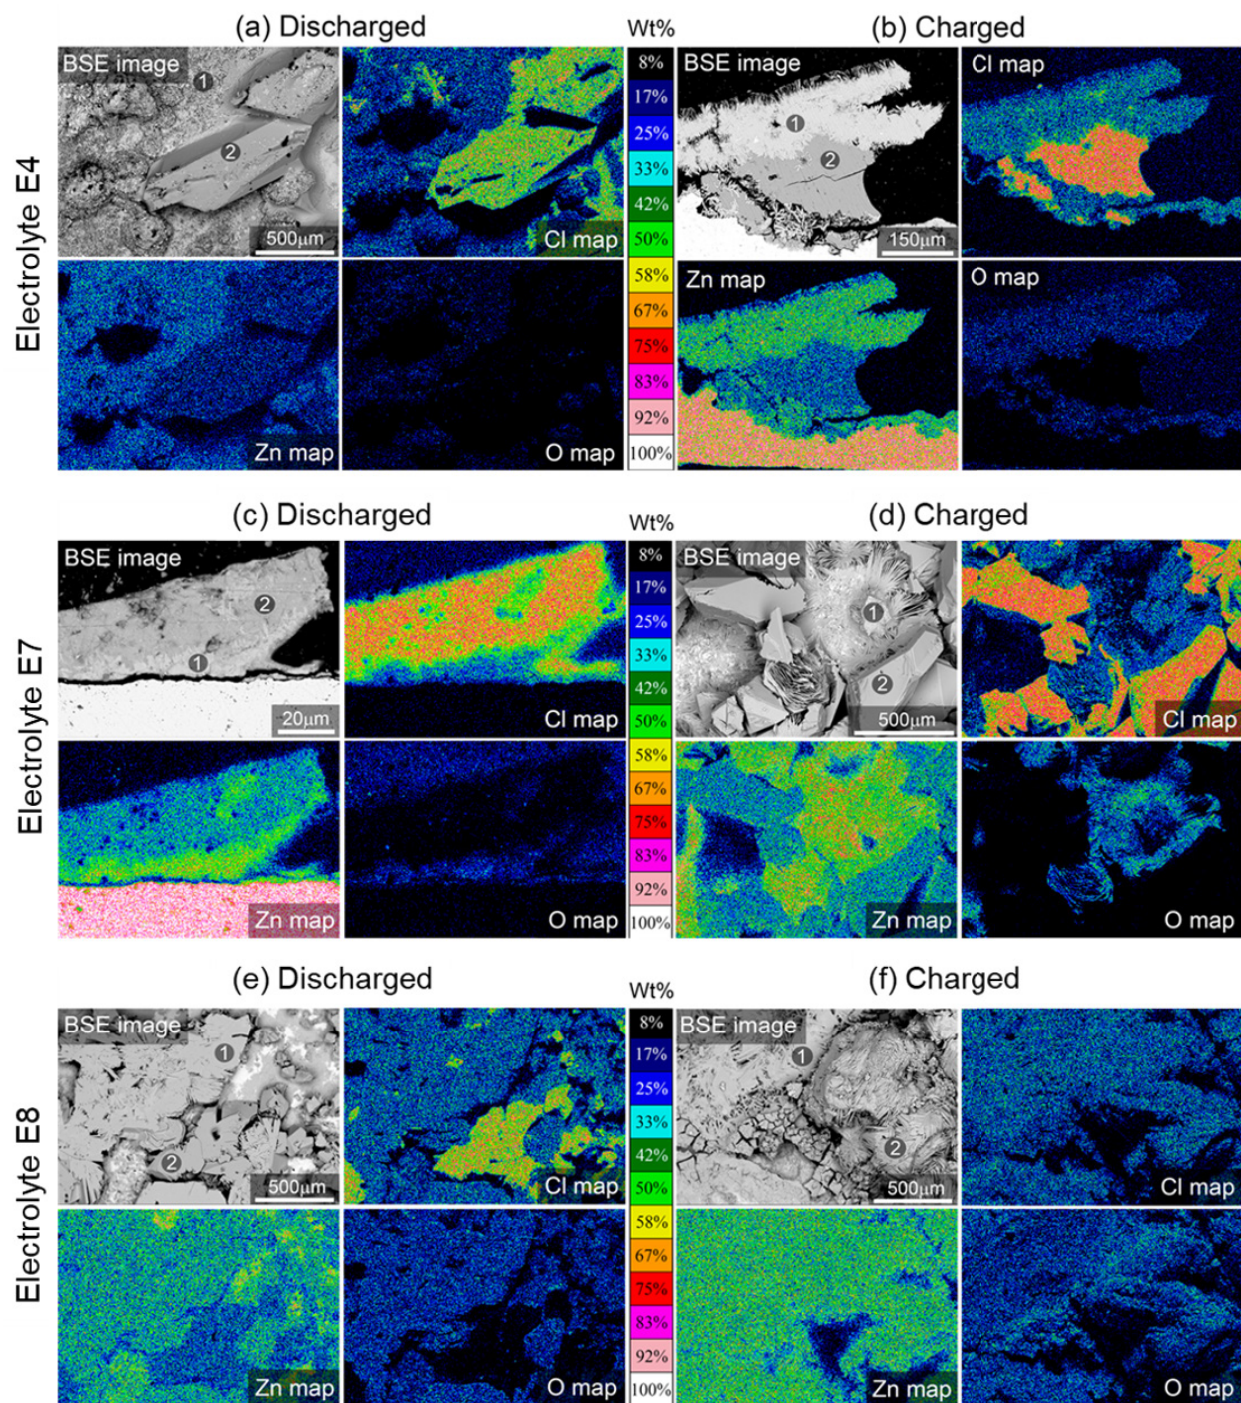 (a) Discharged
Wt%
(b) Charged
Electrolyte E4
BSE image
1
2
500μm
Cl map
Zn map
O map
8%
17%
25%
33%
42%
50%
58%
67%
75%
83%
92%
100%
BSE image
1
2
150μm
Cl map
Zn map
O map
(c) Discharged
Wt%
(d) Charged
Electrolyte E7
BSE image
2
1
20μm
Cl map
Zn map
O map
8%
17%
25%
33%
42%
50%
58%
67%
75%
83%
92%
100%
BSE image
1
2
500μm
Cl map
Zn map
O map
(e) Discharged
Wt%
(f) Charged
Electrolyte E8
BSE image
1
2
500μm
Cl map
Zn map
O map
8%
17%
25%
33%
42%
50%
58%
67%
75%
83%
92%
100%
BSE image
1
2
500μm
Cl map
Zn map
O map